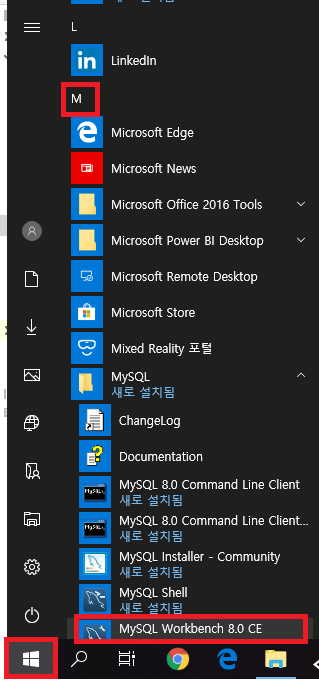 L
LinkedIn
M
Microsoft Edge
Microsoft News
Microsoft Office 2016 Tools
Microsoft Power BI Desktop
Microsoft Remote Desktop
Microsoft Store
Mixed Reality 포털
MySQL
새로 설치됨
ChangeLog
Documentation
MySQL 8.0 Command Line Client
새로 설치됨
MySQL 8.0 Command Line Client...
새로 설치됨
MySQL Installer - Community
새로 설치됨
MySQL Shell
새로 설치됨
MySQL Workbench 8.0 CE